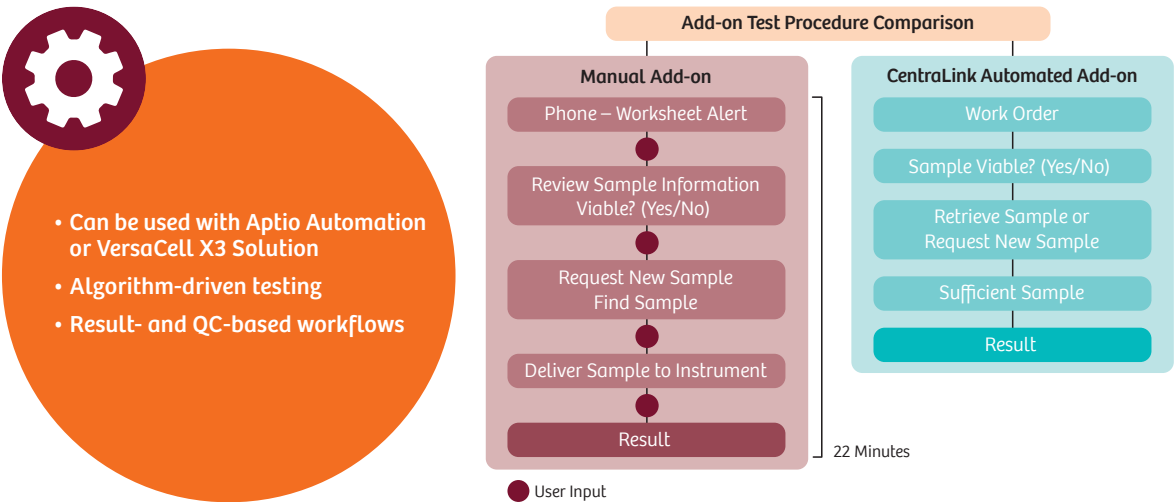 • Can be used with Aptio Automation
or VersaCell X3 Solution
• Algorithm-driven testing
• Result- and QC-based workflows
Add-on Test Procedure Comparison
Manual Add-on
Phone – Worksheet Alert
Review Sample Information
Viable? (Yes/No)
Request New Sample
Find Sample
Deliver Sample to Instrument
Result
22 Minutes
User Input
CentraLink Automated Add-on
Work Order
Sample Viable? (Yes/No)
Retrieve Sample or
Request New Sample
Sufficient Sample
Result